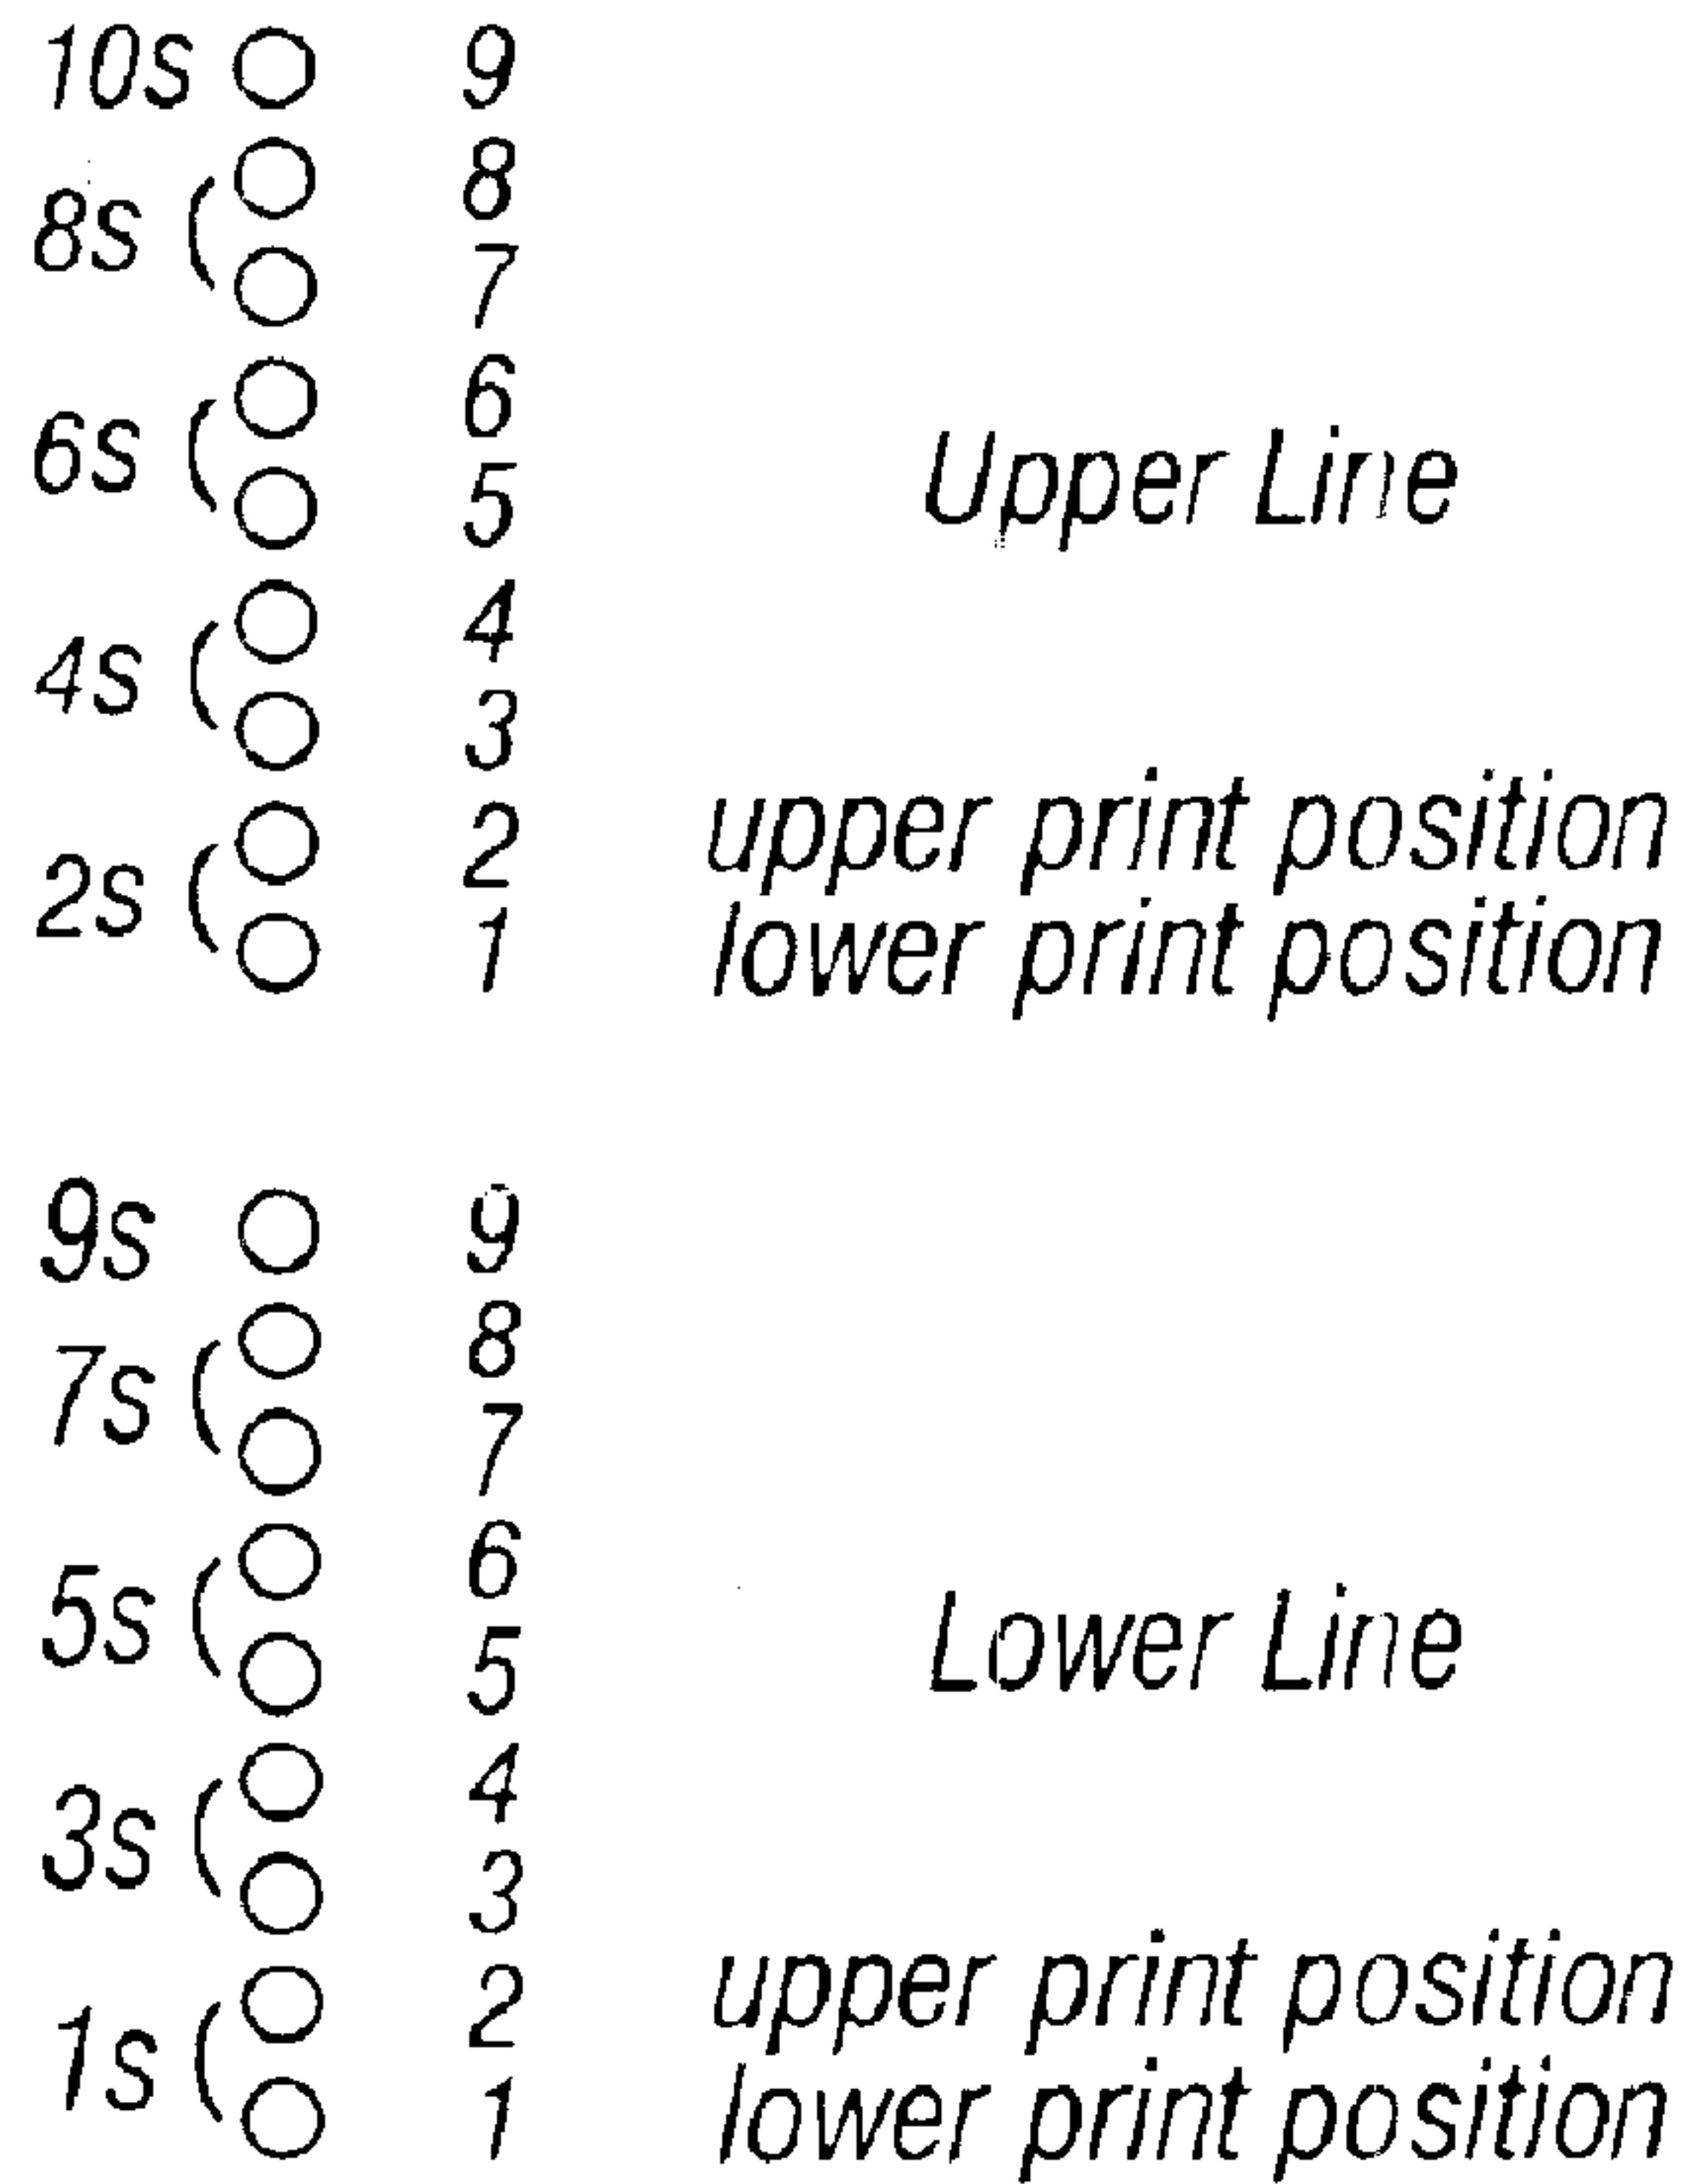 10s 9
8
8s
7
6
6s
5
Upper Line
4
4s
3
2 upper print position
2s
1 lower print position
9s 9
8
7s
7
6
5s
5
Lower Line
4
3s
3
2 upper print position
1s
1 lower print position